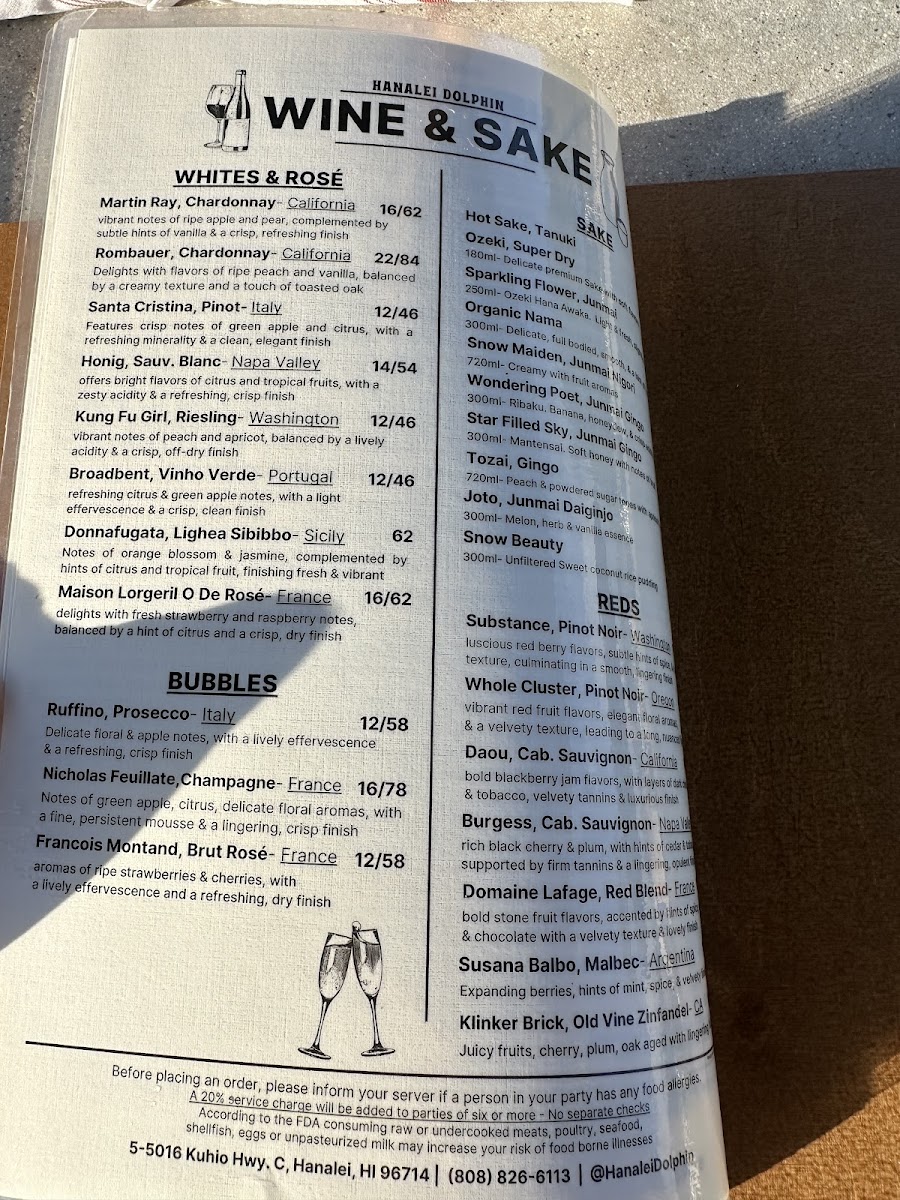 HANALEI DOLPHIN
WINE & SAKE
WHITES & ROSÉ
Martin Ray, Chardonnay- California 16/62
vibrant notes of ripe apple and pear, complemented by
subtle hints of vanilla & a crisp, refreshing finish
Rombauer, Chardonnay- California 22/84
Delights with flavors of ripe peach and vanilla, balanced
by a creamy texture and a touch of toasted oak
Santa Cristina, Pinot- Italy 12/46
Features crisp notes of green apple and citrus, with a
refreshing minerality & a clean, elegant finish
Honig, Sauv. Blanc- Napa Valley 14/54
offers bright flavors of citrus and tropical fruits, with a
zesty acidity & a refreshing, crisp finish
Kung Fu Girl, Riesling- Washington 12/46
vibrant notes of peach and apricot, balanced by a lively
acidity & a crisp, off-dry finish
Broadbent, Vinho Verde- Portugal 12/46
refreshing citrus & green apple notes, with a light
effervescence & a crisp, clean finish
Donnafugata, Lighea Sibibbo- Sicily 62
Notes of orange blossom & jasmine, complemented by
hints of citrus and tropical fruit, finishing fresh & vibrant
Maison Lorgeril O De Rosé- France 16/62
delights with fresh strawberry and raspberry notes,
balanced by a hint of citrus and a crisp, dry finish
BUBBLES
Ruffino, Prosecco- Italy 12/58
Delicate floral & apple notes, with a lively effervescence
& a refreshing, crisp finish
Nicholas Feuillate,Champagne- France 16/78
Notes of green apple, citrus, delicate floral aromas, with
a fine, persistent mousse & a lingering, crisp finish
Francois Montand, Brut Rosé- France 12/58
aromas of ripe strawberries & cherries, with
a lively effervescence and a refreshing, dry finish
SAKE
Hot Sake, Tanuki
Ozeki, Super Dry
180ml- Delicate premium Sake with
Sparkling Flower, Junmai
250ml- Ozeki Hana Awaka. Light & fresh,
Organic Nama
300ml- Delicate, full bodied, smooth, &
Snow Maiden, Junmai Nigori
720ml- Creamy with fruit aromas
Wondering Poet, Junmai Gingo
300ml- Ribaku. Banana, honeydew, &
Star Filled Sky, Junmai Gingo
300ml- Mantensai. Soft honey with notes of
Tozai, Gingo
720ml- Peach & powdered sugar tones with
Joto, Junmai Daiginjo
300ml- Melon, herb & vanilla essence
Snow Beauty
300ml- Unfiltered Sweet coconut rice pudding
REDS
Substance, Pinot Noir- Washington
luscious red berry flavors, subtle hints of spice,
texture, culminating in a smooth, lingering finish
Whole Cluster, Pinot Noir- Oregon
vibrant red fruit flavors, elegant floral aromas,
& a velvety texture, leading to a long, nuanced
Daou, Cab. Sauvignon- California
bold blackberry jam flavors, with layers of dark
& tobacco, velvety tannins & luxurious finish
Burgess, Cab. Sauvignon- Napa Valley
rich black cherry & plum, with hints of cedar &
supported by firm tannins & a lingering, opulent
Domaine Lafage, Red Blend- France
bold stone fruit flavors, accented by hints of spice
& chocolate with a velvety texture & lovely finish
Susana Balbo, Malbec- Argentina
Expanding berries, hints of mint, spice, & velvety
Klinker Brick, Old Vine Zinfandel- CA
Juicy fruits, cherry, plum, oak aged with lingering
Before placing an order, please inform your server if a person in your party has any food allergies.
A 20% service charge will be added to parties of six or more - No separate checks
According to the FDA consuming raw or undercooked meats, poultry, seafood,
shellfish, eggs or unpasteurized milk may increase your risk of food borne illnesses
5-5016 Kuhio Hwy. C, Hanalei, HI 96714 | (808) 826-6113 | @HanaleiDolphin